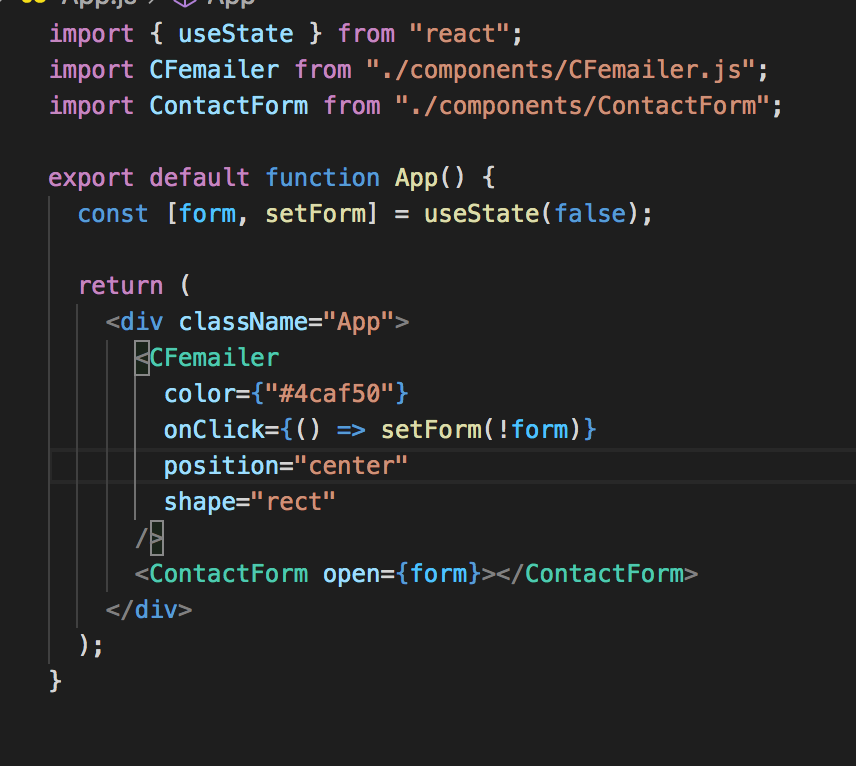 App.js > App
import { useState } from "react";
import CFemailer from "./components/CFemailer.js";
import ContactForm from "./components/ContactForm";
export default function App() {
const [form, setForm] = useState(false);
return (
<div className="App">
<CFemailer
color={"#4caf50"}
onClick={() => setForm(!form)}
position="center"
shape="rect"
/>
<ContactForm open={form}></ContactForm>
</div>
);
}